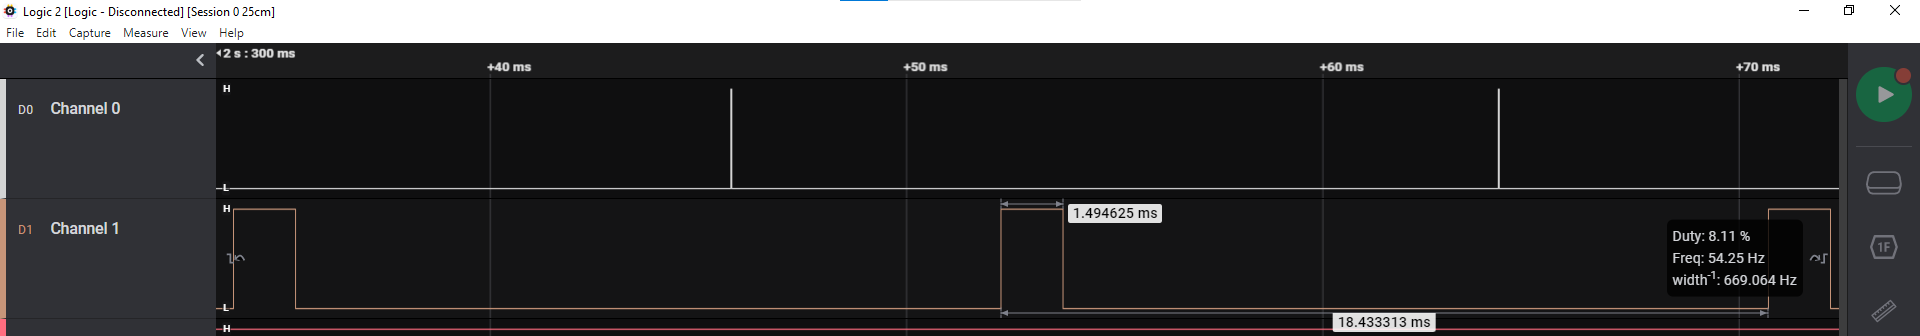 Logic 2 [Logic - Disconnected] [Session 0 25cm]
File Edit Capture Measure View Help
2 s : 300 ms
+40 ms +50 ms +60 ms +70 ms
D0 Channel 0
H
L
D1 Channel 1
H
L
1.494625 ms
Duty: 8.11 %
Freq: 54.25 Hz
width-1: 669.064 Hz
18.433313 ms
H
1F